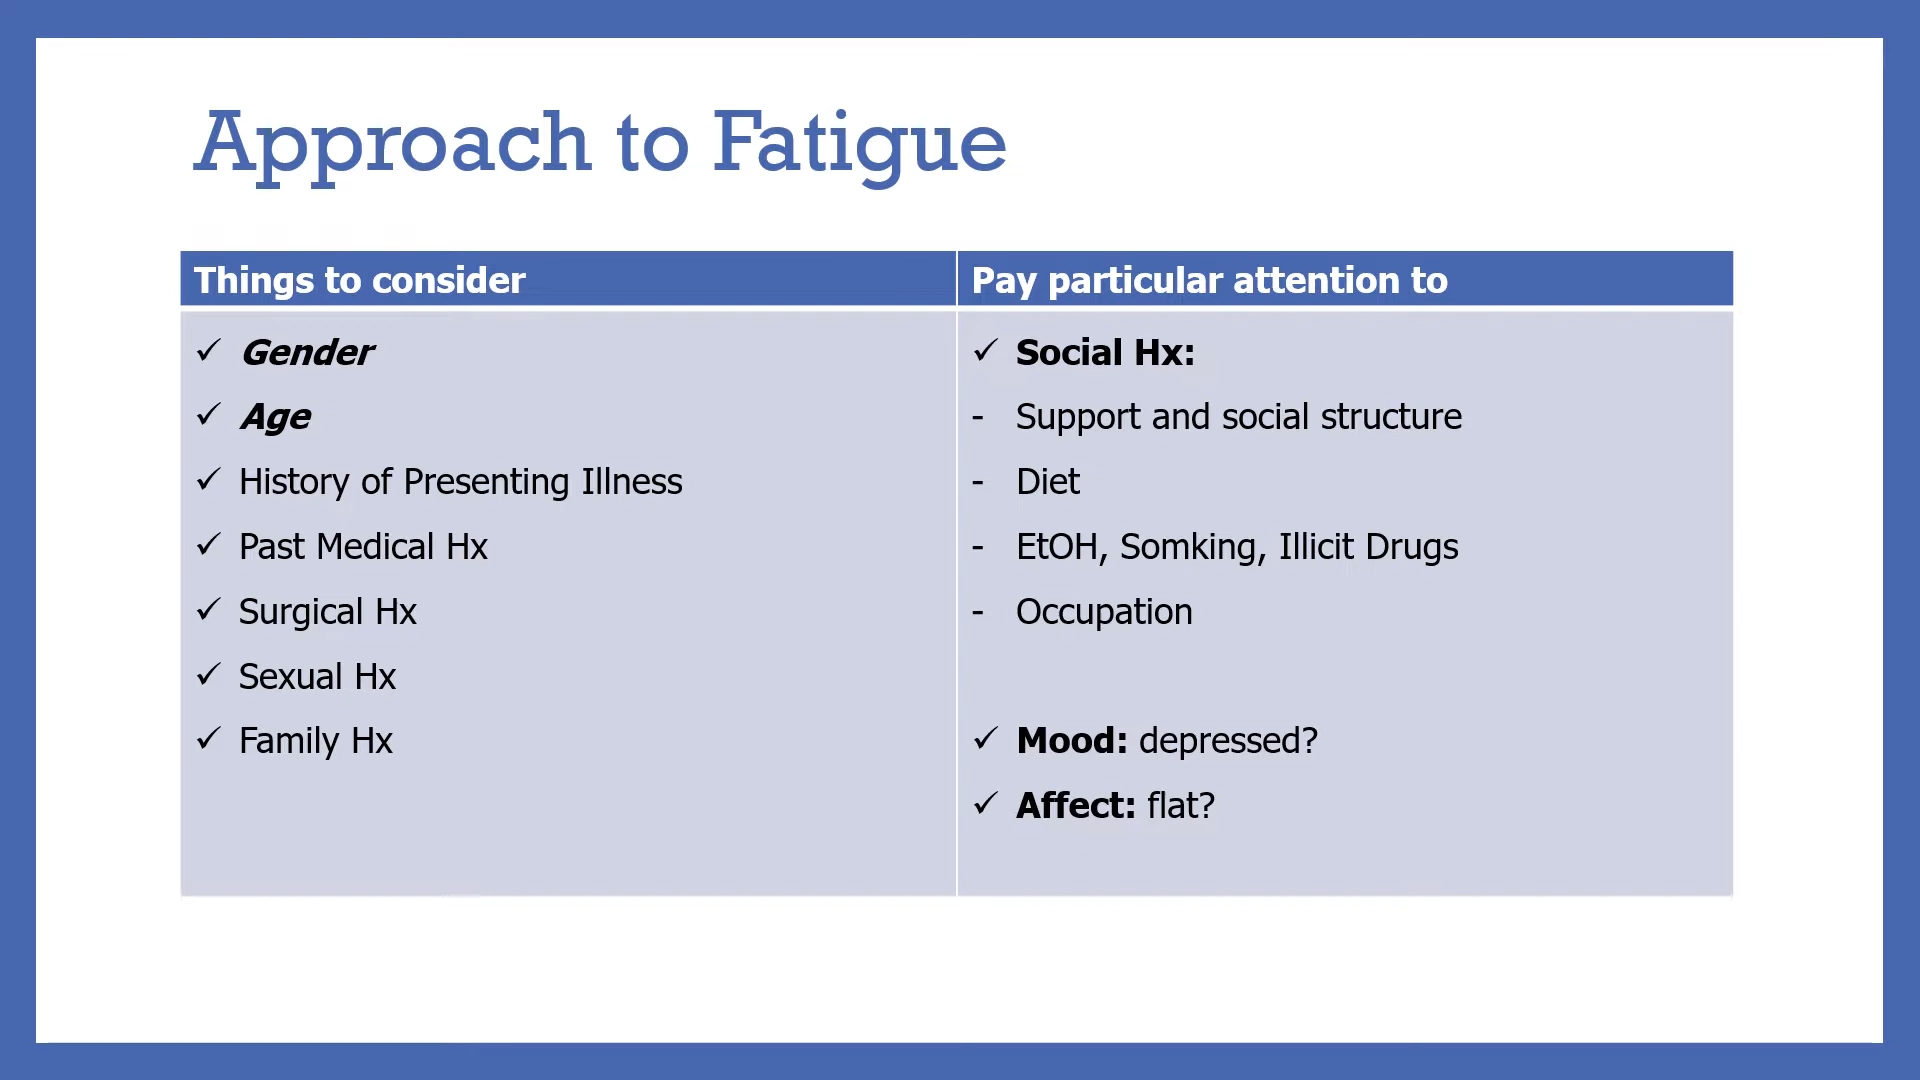 Approach to Fatigue
Things to consider
✓ Gender
✓ Age
✓ History of Presenting Illness
✓ Past Medical Hx
✓ Surgical Hx
✓ Sexual Hx
✓ Family Hx
Pay particular attention to
✓ Social Hx:
- Support and social structure
- Diet
- EtOH, Somking, Illicit Drugs
- Occupation
✓ Mood: depressed?
✓ Affect: flat?